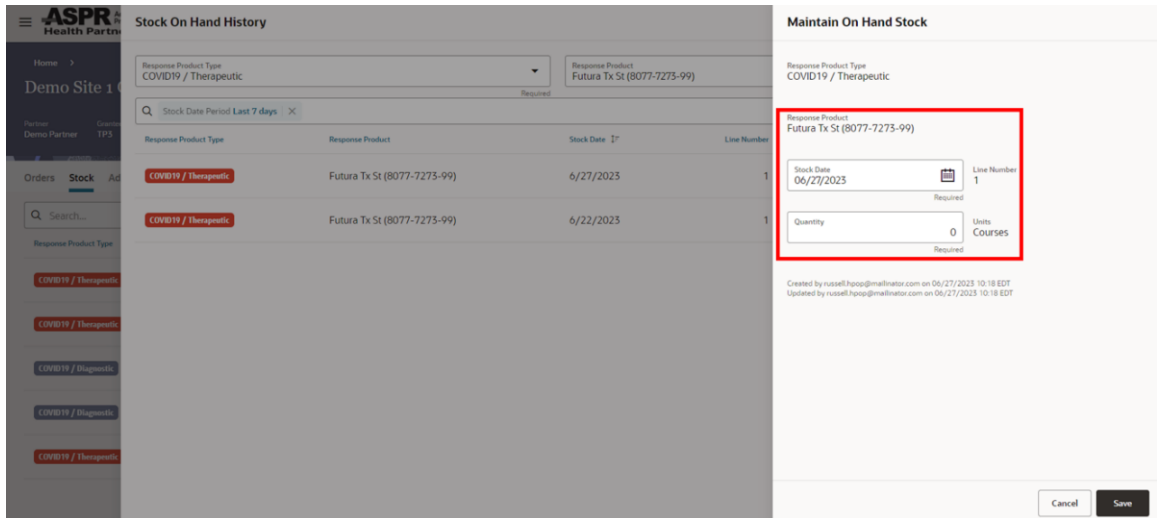 ASPR
Health Partn
Home >
Demo Site 1
Partner
Demo Partner TP3
Orders Stock Ad
Search...
Response Product Type
COVID19 / Therapeutic
COVID19 / Therapeutic
COVID19 / Diagnostic
COVID19 / Diagnostic
COVID19 / Therapeutic
Stock On Hand History
Response Product Type
COVID19 / Therapeutic
Required
Response Product
Futura Tx St (8077-7273-99)
Stock Date Period Last 7 days
Response Product Type Response Product Stock Date Line Number
COVID19 / Therapeutic Futura Tx St (8077-7273-99) 6/27/2023 1
COVID19 / Therapeutic Futura Tx St (8077-7273-99) 6/22/2023 1
Maintain On Hand Stock
Response Product Type
COVID19 / Therapeutic
Response Product
Futura Tx St (8077-7273-99)
Stock Date Line Number
06/27/2023 1
Required
Quantity Units
0 Courses
Required
Created by russell.hpop@mailinator.com on 06/27/2023 10:18 EDT
Updated by russell.hpop@mailinator.com on 06/27/2023 10:18 EDT
Cancel Save